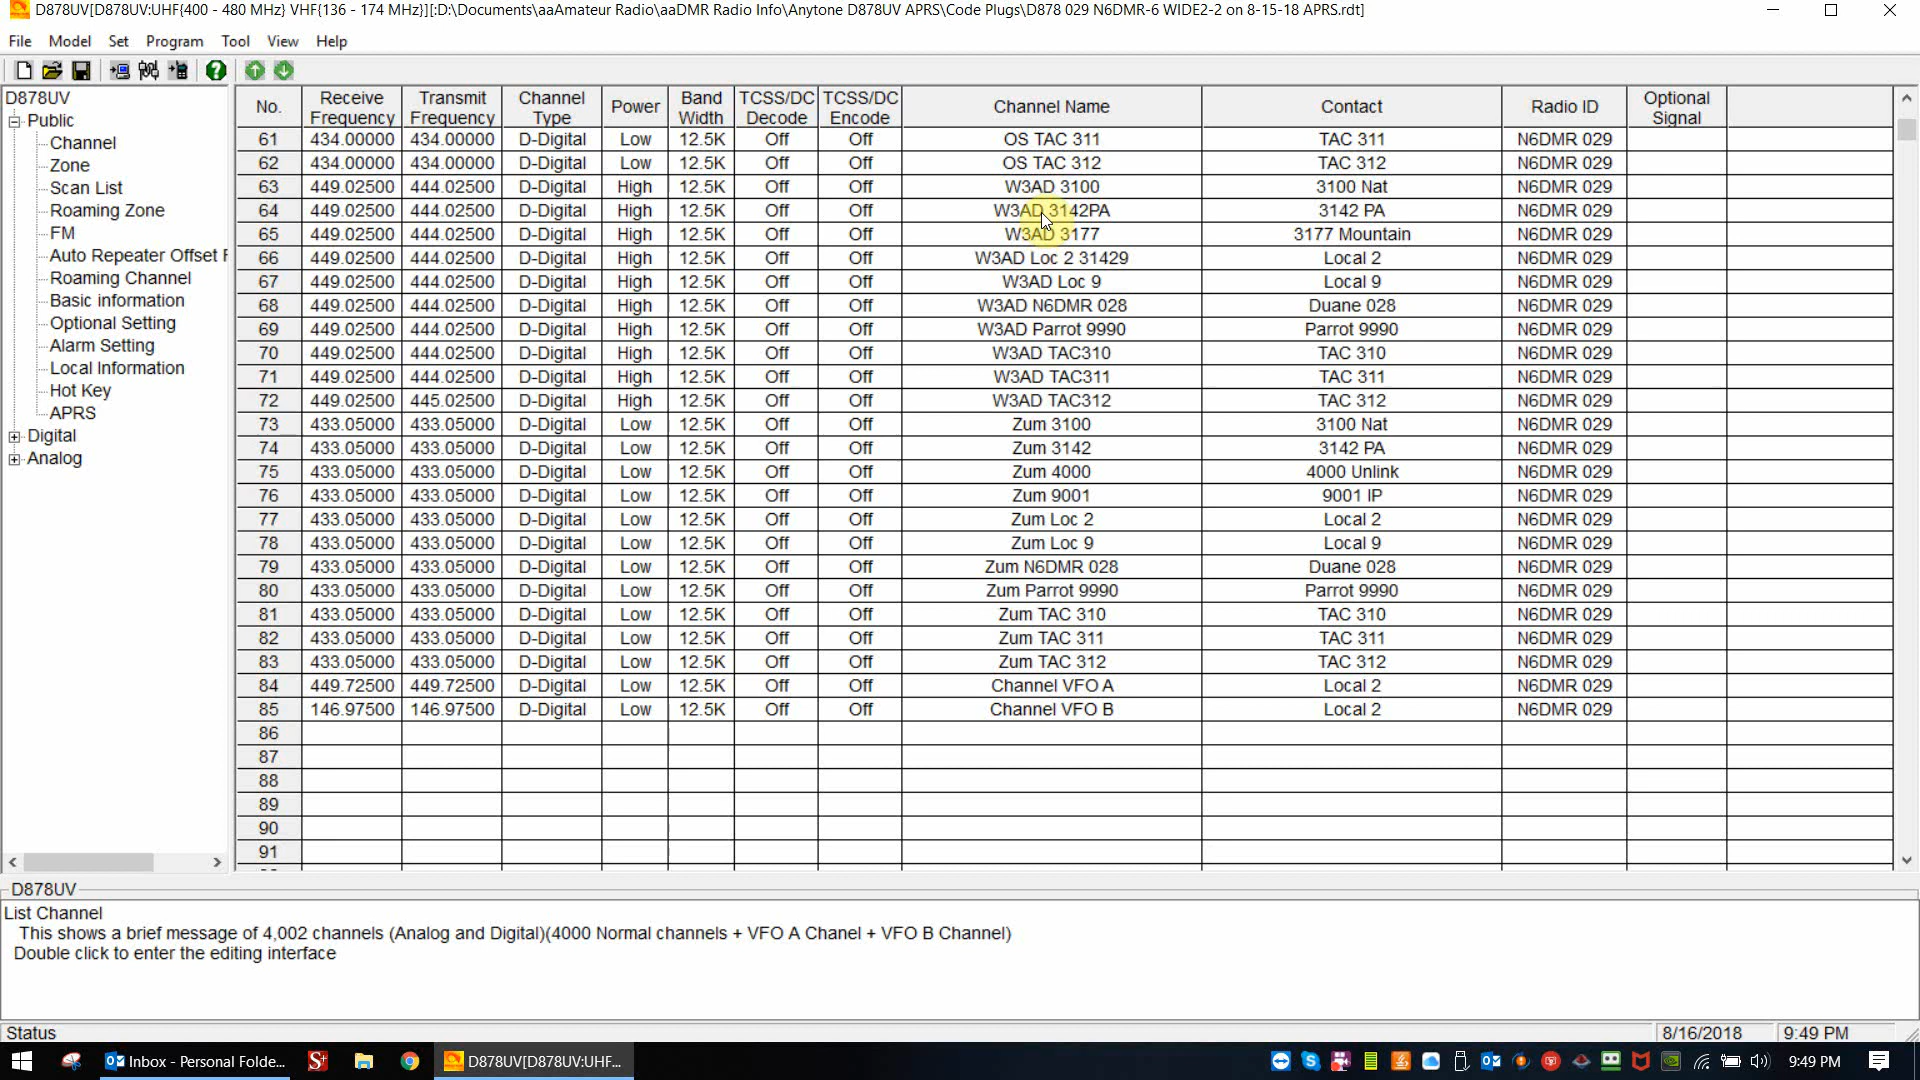 D878UV[D878UV:UHF{400 - 480 MHz} VHF{136 - 174 MHz}][:D:\Documents\aaAmateur Radio\aaDMR Radio Info\Anytone D878UV APRS\Code Plugs\D878 029 N6DMR-6 WIDE2-2 on 8-15-18 APRS.rdt]
File Model Set Program Tool View Help
D878UV
Public
Channel
Zone
Scan List
Roaming Zone
FM
Auto Repeater Offset F
Roaming Channel
Basic information
Optional Setting
Alarm Setting
Local Information
Hot Key
APRS
Digital
Analog
No. Receive Frequency Transmit Frequency Channel Type Power Band Width TCSS/DC Decode TCSS/DC Encode Channel Name Contact Radio ID Optional Signal
61 434.00000 434.00000 D-Digital Low 12.5K Off Off OS TAC 311 TAC 311 N6DMR 029
62 434.00000 434.00000 D-Digital Low 12.5K Off Off OS TAC 312 TAC 312 N6DMR 029
63 449.02500 444.02500 D-Digital High 12.5K Off Off W3AD 3100 3100 Nat N6DMR 029
64 449.02500 444.02500 D-Digital High 12.5K Off Off W3AD 3142PA 3142 PA N6DMR 029
65 449.02500 444.02500 D-Digital High 12.5K Off Off W3AD 3177 3177 Mountain N6DMR 029
66 449.02500 444.02500 D-Digital High 12.5K Off Off W3AD Loc 2 31429 Local 2 N6DMR 029
67 449.02500 444.02500 D-Digital High 12.5K Off Off W3AD Loc 9 Local 9 N6DMR 029
68 449.02500 444.02500 D-Digital High 12.5K Off Off W3AD N6DMR 028 Duane 028 N6DMR 029
69 449.02500 444.02500 D-Digital High 12.5K Off Off W3AD Parrot 9990 Parrot 9990 N6DMR 029
70 449.02500 444.02500 D-Digital High 12.5K Off Off W3AD TAC310 TAC 310 N6DMR 029
71 449.02500 444.02500 D-Digital High 12.5K Off Off W3AD TAC311 TAC 311 N6DMR 029
72 449.02500 445.02500 D-Digital High 12.5K Off Off W3AD TAC312 TAC 312 N6DMR 029
73 433.05000 433.05000 D-Digital Low 12.5K Off Off Zum 3100 3100 Nat N6DMR 029
74 433.05000 433.05000 D-Digital Low 12.5K Off Off Zum 3142 3142 PA N6DMR 029
75 433.05000 433.05000 D-Digital Low 12.5K Off Off Zum 4000 4000 Unlink N6DMR 029
76 433.05000 433.05000 D-Digital Low 12.5K Off Off Zum 9001 9001 IP N6DMR 029
77 433.05000 433.05000 D-Digital Low 12.5K Off Off Zum Loc 2 Local 2 N6DMR 029
78 433.05000 433.05000 D-Digital Low 12.5K Off Off Zum Loc 9 Local 9 N6DMR 029
79 433.05000 433.05000 D-Digital Low 12.5K Off Off Zum N6DMR 028 Duane 028 N6DMR 029
80 433.05000 433.05000 D-Digital Low 12.5K Off Off Zum Parrot 9990 Parrot 9990 N6DMR 029
81 433.05000 433.05000 D-Digital Low 12.5K Off Off Zum TAC 310 TAC 310 N6DMR 029
82 433.05000 433.05000 D-Digital Low 12.5K Off Off Zum TAC 311 TAC 311 N6DMR 029
83 433.05000 433.05000 D-Digital Low 12.5K Off Off Zum TAC 312 TAC 312 N6DMR 029
84 449.72500 449.72500 D-Digital Low 12.5K Off Off Channel VFO A Local 2 N6DMR 029
85 146.97500 146.97500 D-Digital Low 12.5K Off Off Channel VFO B Local 2 N6DMR 029
86
87
88
89
90
91
D878UV
List Channel
This shows a brief message of 4,002 channels (Analog and Digital)(4000 Normal channels + VFO A Chanel + VFO B Channel)
Double click to enter the editing interface
Status 8/16/2018 9:49 PM
Inbox - Personal Folde... D878UV[D878UV:UHF... 9:49 PM